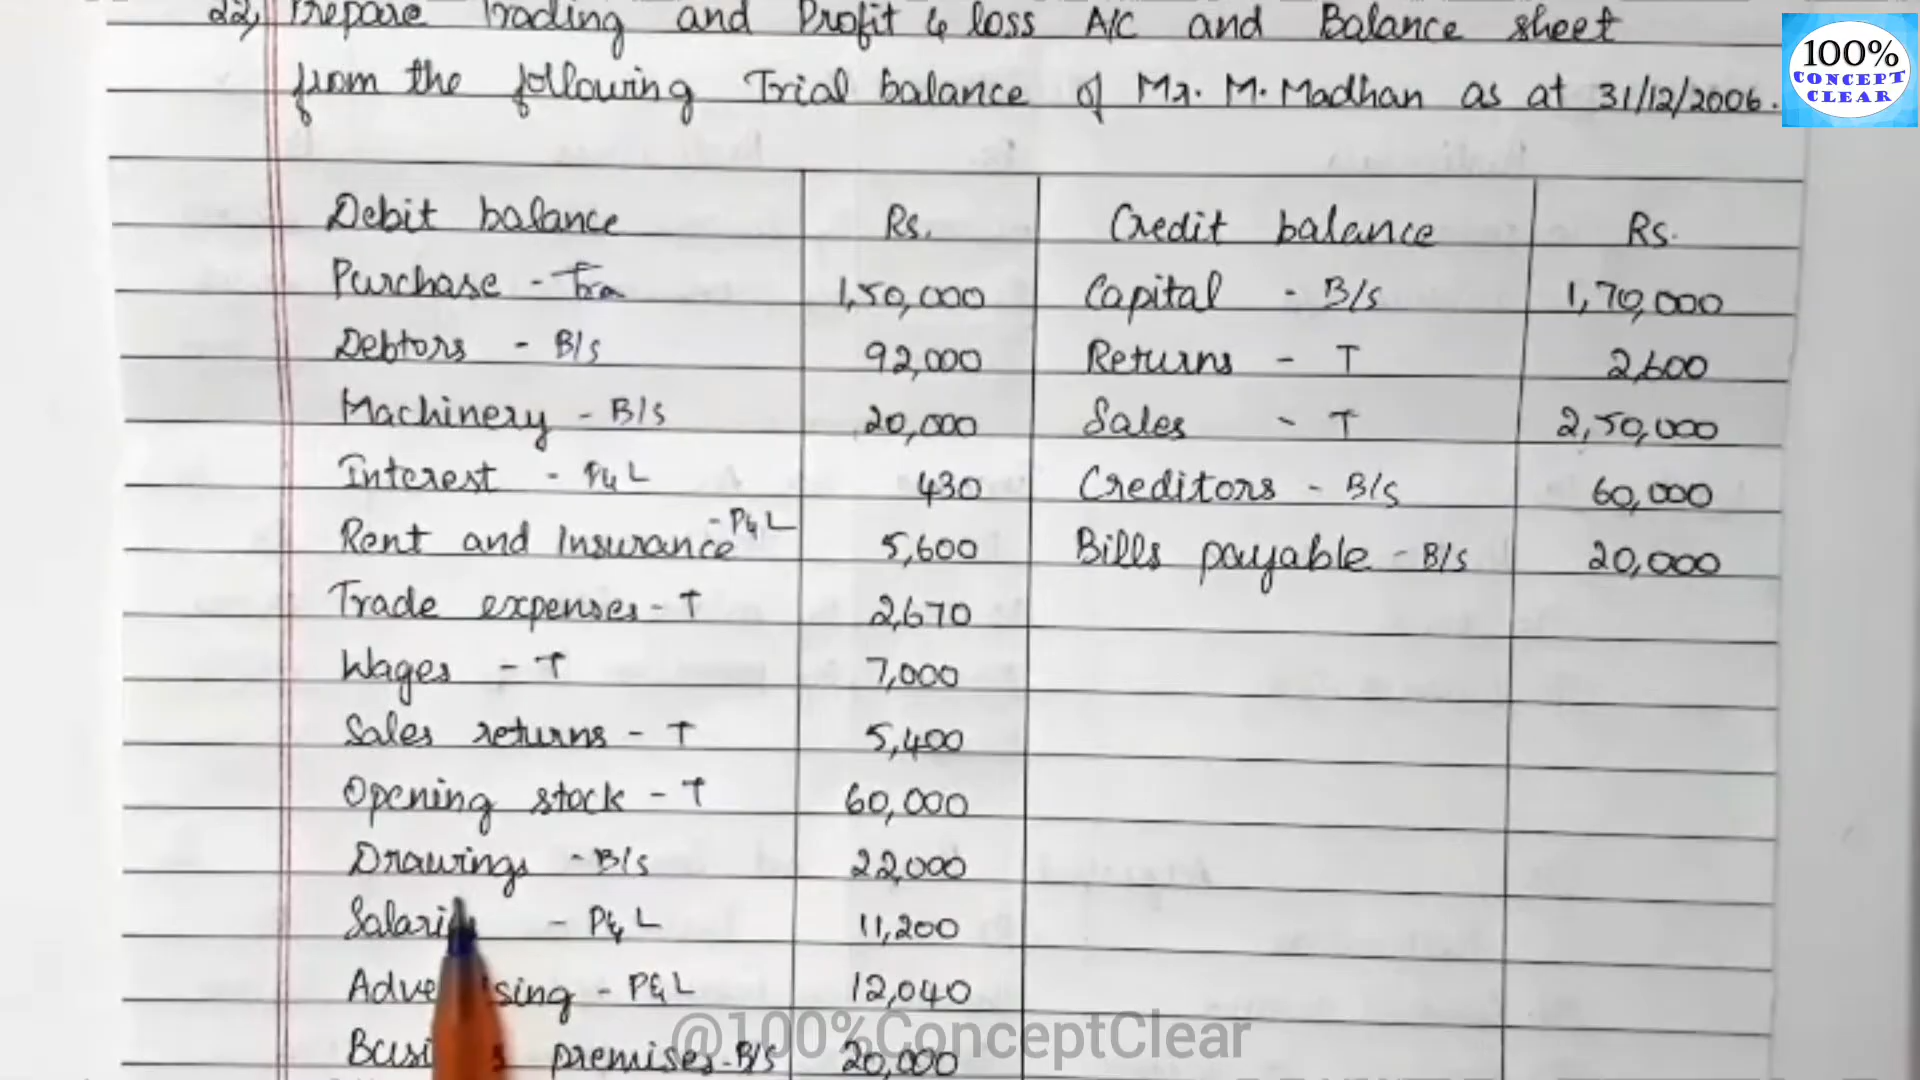 22, Prepare Trading and Profit & loss A/C and Balance sheet
from the following Trial balance of Mr. M. Madhan as at 31/12/2006.
100%
CONCEPT
CLEAR
Debit balance Rs. Credit balance Rs.
Purchase - Tra 1,50,000 Capital - B/S 1,70,000
Debtors - B/S 92,000 Returns - T 2,600
Machinery - B/S 20,000 Sales - T 2,50,000
Interest - P&L 430 Creditors - B/S 60,000
Rent and Insurance - P&L 5,600 Bills payable - B/S 20,000
Trade expenses - T 2,670
Wages - T 7,000
Sales returns - T 5,400
Opening stock - T 60,000
Drawings - B/S 22,000
- P&L 11,200
- P&L 12,040
premises - B/S 20,000
@100%ConceptClear